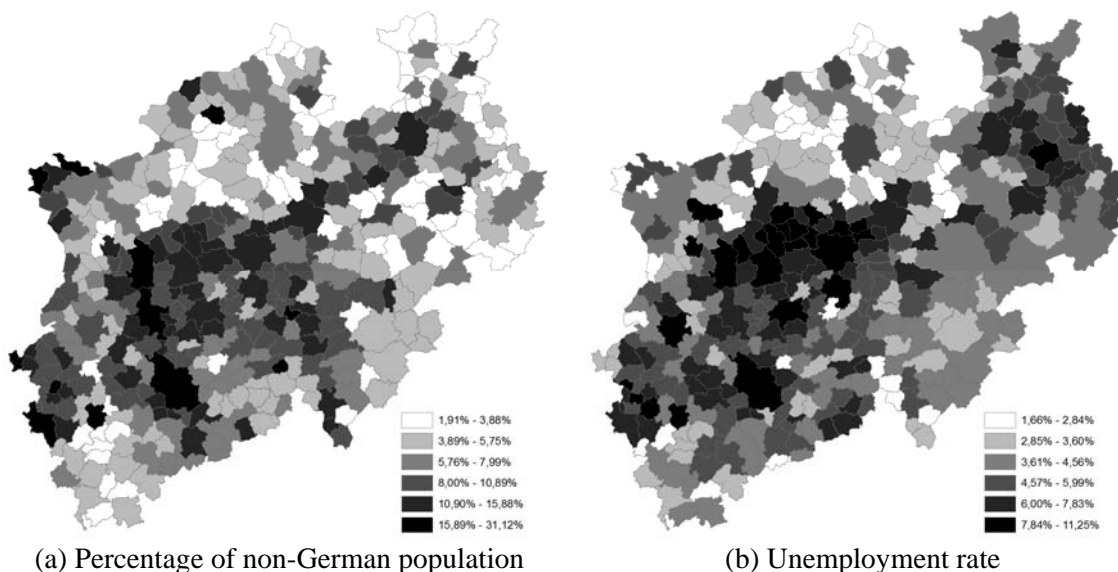 1,91% - 3,88%
3,89% - 5,75%
5,76% - 7,99%
8,00% - 10,89%
10,90% - 15,88%
15,89% - 31,12%
1,66% - 2,84%
2,85% - 3,60%
3,61% - 4,56%
4,57% - 5,99%
6,00% - 7,83%
7,84% - 11,25%
(a) Percentage of non-German population
(b) Unemployment rate